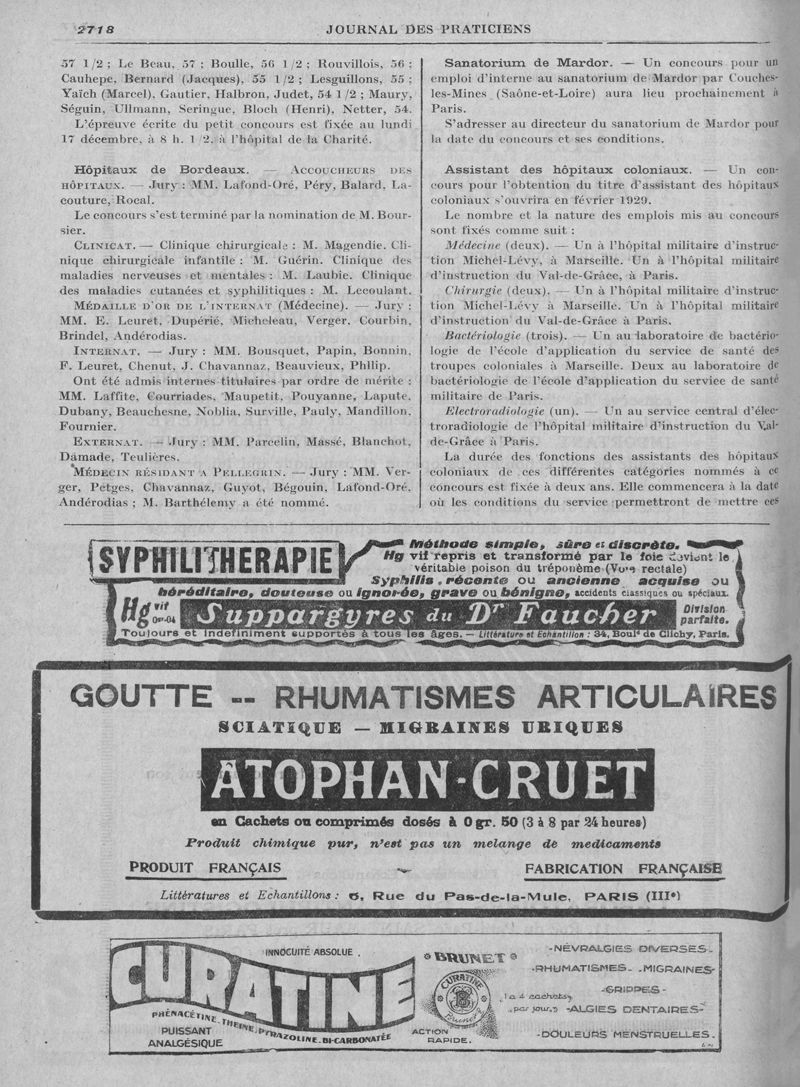 2718
JOURNAL DES PRATICIENS
57 1/2 ; Le Beau, 57 ; Boulle, 56 1/2 ; Rouvillois, 56 ;
Cauhepe, Bernard (Jacques), 55 1/2 ; Lesguillons, 55 ;
Yaïch (Marcel), Gautier, Halbron, Judet, 54 1/2 ; Maury,
Séguin, Ullmann, Seringue, Bloch (Henri), Netter, 54.
L'épreuve écrite du petit concours est fixée au lundi
17 décembre, à 8 h. 1/2, à l'hôpital de la Charité.
Hôpitaux de Bordeaux. — ACCOUCHEURS DES
HÔPITAUX. — Jury : MM. Lafond-Oré, Péry, Balard, La-
couture, Rocal.
Le concours s'est terminé par la nomination de M. Bour-
sier.
CLINICAT. — Clinique chirurgicale : M. Magendie. Cli-
nique chirurgicale infantile : M. Guérin. Clinique des
maladies nerveuses et mentales : M. Laubie. Clinique
des maladies cutanées et syphilitiques : M. Lecoulant.
MÉDAILLE D'OR DE L'INTERNAT (Médecine). — Jury :
MM. E. Leuret, Dupérié, Micheleau, Verger, Courbin,
Brindel, Andérodias.
INTERNAT. — Jury : MM. Bousquet, Papin, Bonnin,
F. Leuret, Chenut, J. Chavannaz, Beauvieux, Philip.
Ont été admis internes titulaires par ordre de mérite :
MM. Laffite, Courriades, Maupetit, Pouyanne, Lapute,
Dubany, Beauchesne, Noblia, Surville, Pauly, Mandillon,
Fournier.
EXTERNAT. — Jury : MM. Parcelin, Massé, Blanchot,
Damade, Teulières.
MÉDECIN RÉSIDANT A PELLEGRIN. — Jury : MM. Ver-
ger, Petges, Chavannaz, Guyot, Bégouin, Lafond-Oré,
Andérodias ; M. Barthélemy a été nommé.
Sanatorium de Mardor. — Un concours pour un
emploi d'interne au sanatorium de Mardor par Couches-
les-Mines (Saône-et-Loire) aura lieu prochainement à
Paris.
S'adresser au directeur du sanatorium de Mardor pour
la date du concours et ses conditions.
Assistant des hôpitaux coloniaux. — Un con-
cours pour l'obtention du titre d'assistant des hôpitaux
coloniaux s'ouvrira en février 1929.
Le nombre et la nature des emplois mis au concours
sont fixés comme suit :
Médecine (deux). — Un à l'hôpital militaire d'instruc-
tion Michel-Lévy, à Marseille. Un à l'hôpital militaire
d'instruction du Val-de-Grâce, à Paris.
Chirurgie (deux). — Un à l'hôpital militaire d'instruc-
tion Michel-Lévy à Marseille. Un à l'hôpital militaire
d'instruction du Val-de-Grâce à Paris.
Bactériologie (trois). — Un au laboratoire de bactério-
logie de l'école d'application du service de santé des
troupes coloniales à Marseille. Deux au laboratoire de
bactériologie de l'école d'application du service de santé
militaire de Paris.
Electroradiologie (un). — Un au service central d'élec-
troradiologie de l'hôpital militaire d'instruction du Val-
de-Grâce à Paris.
La durée des fonctions des assistants des hôpitaux
coloniaux de ces différentes catégories nommés à ce
concours est fixée à deux ans. Elle commencera à la date
où les conditions du service permettront de mettre ces
SYPHILITHERAPIE
Méthode simple, sûre et discrète.
Hg vif repris et transformé par le foie devient le
véritable poison du tréponème (Voie rectale)
Syphilis récente ou ancienne acquise ou
héréditaire, douteuse ou ignorée, grave ou bénigne, accidents classiques ou spéciaux.
Hg vif 0gr-04 Suppargyres du Dr Faucher Division parfaite.
Toujours et indéfiniment supportés à tous les âges. — Littérature et Echantillon : 34, Boulᵈ de Clichy, Paris.
GOUTTE -- RHUMATISMES ARTICULAIRES
SCIATIQUE — MIGRAINES URIQUES
ATOPHAN-CRUET
en Cachets ou comprimés dosés à 0 gr. 50 (3 à 8 par 24 heures)
Produit chimique pur, n'est pas un melange de medicaments
PRODUIT FRANÇAIS
FABRICATION FRANÇAISE
Littératures et Echantillons : 6, Rue du Pas-de-la-Mule, PARIS (IIIᵉ)
INNOCUITÉ ABSOLUE.
CURATINE
PHÉNACÉTINE. THÉINE. PYRAZOLINE. BI-CARBONATÉE
PUISSANT
ANALGÉSIQUE
BRUNET
CURATINE
Brunet
ACTION
RAPIDE.
1 à 4 cachets
par jour.
-NÉVRALGIES DIVERSES-
-RHUMATISMES- -MIGRAINES-
-GRIPPES-
-ALGIES DENTAIRES-
-DOULEURS MENSTRUELLES.